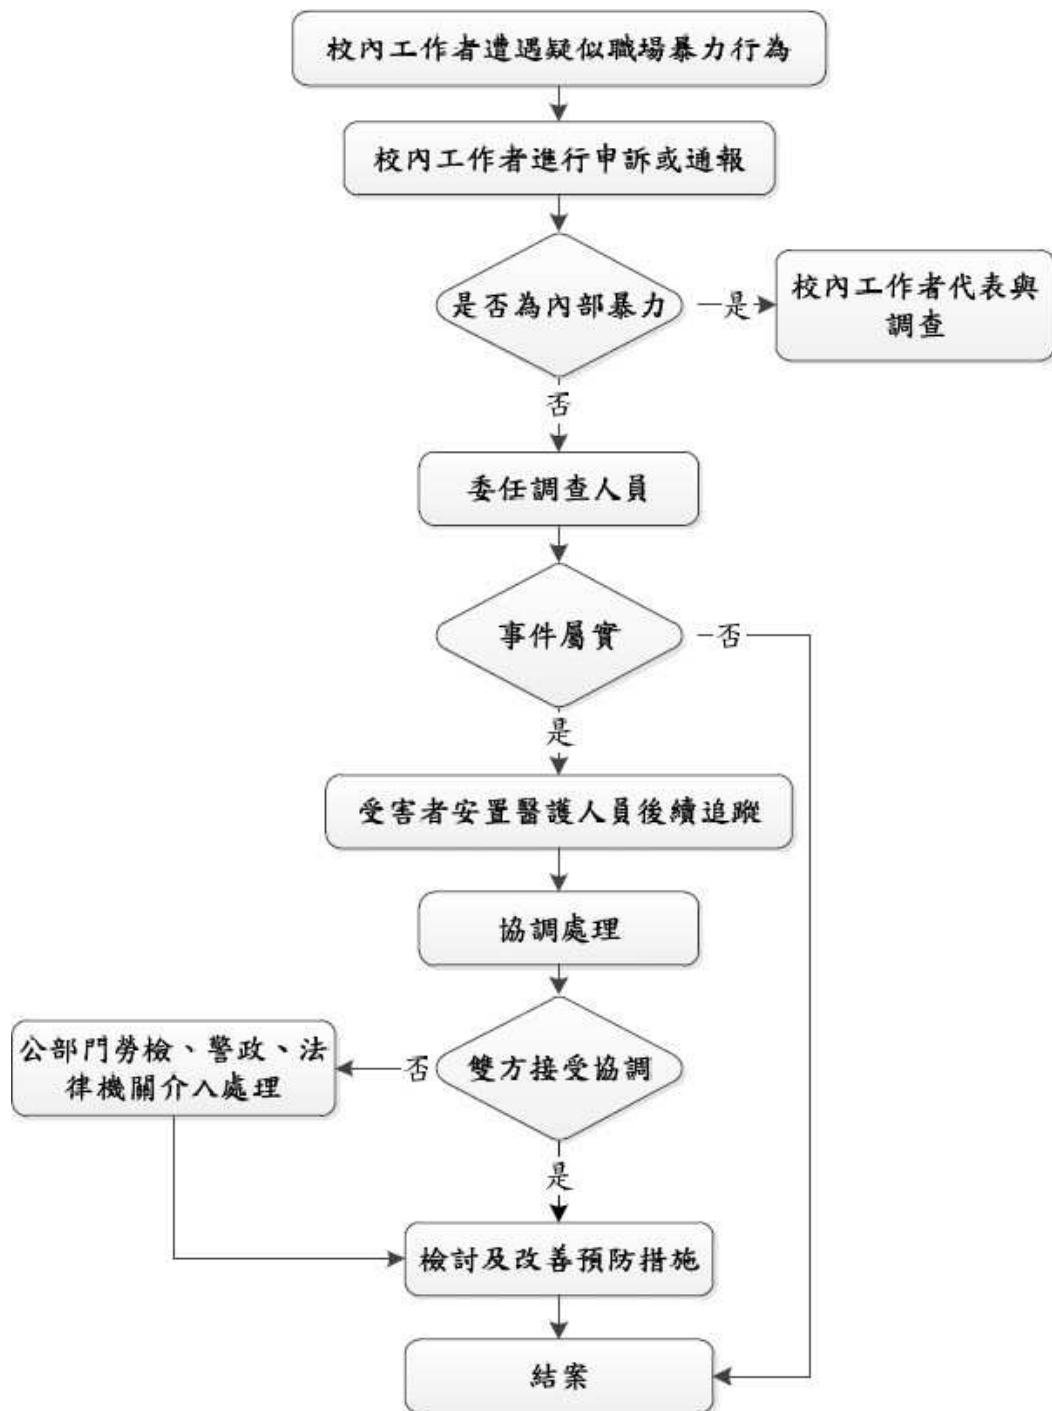 校內工作者遭遇疑似職場暴力行為
校內工作者進行申訴或通報
是否為內部暴力
是
校內工作者代表與
調查
否
委任調查人員
事件屬實
否
是
受害者安置醫護人員後續追蹤
協調處理
公部門勞檢、警政、法
律機關介入處理
否
雙方接受協調
是
檢討及改善預防措施
結案